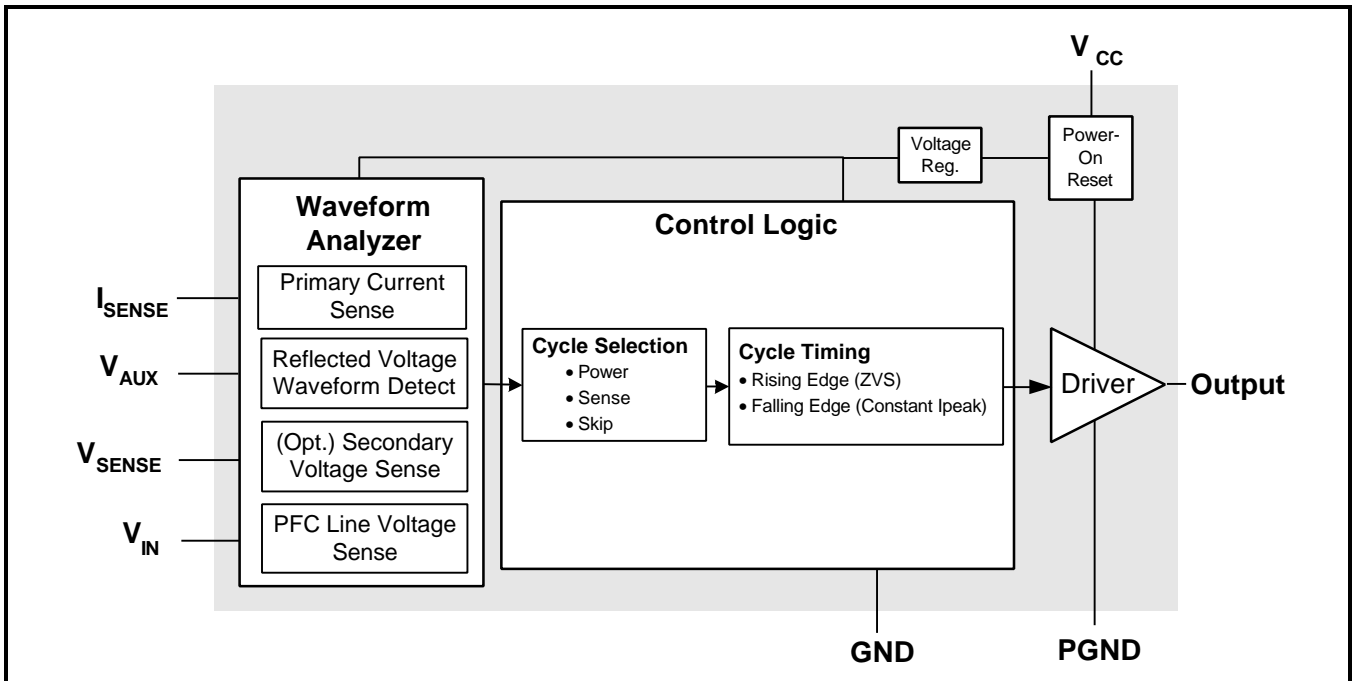 V CC
Voltage
Reg.
Power-
On
Reset
Waveform
Analyzer
Control Logic
Primary Current
Sense
I SENSE
Reflected Voltage
Waveform Detect
V AUX
Cycle Selection
• Power
• Sense
• Skip
Cycle Timing
• Rising Edge (ZVS)
• Falling Edge (Constant Ipeak)
Driver
Output
(Opt.) Secondary
Voltage Sense
V SENSE
PFC Line Voltage
Sense
V IN
GND
PGND